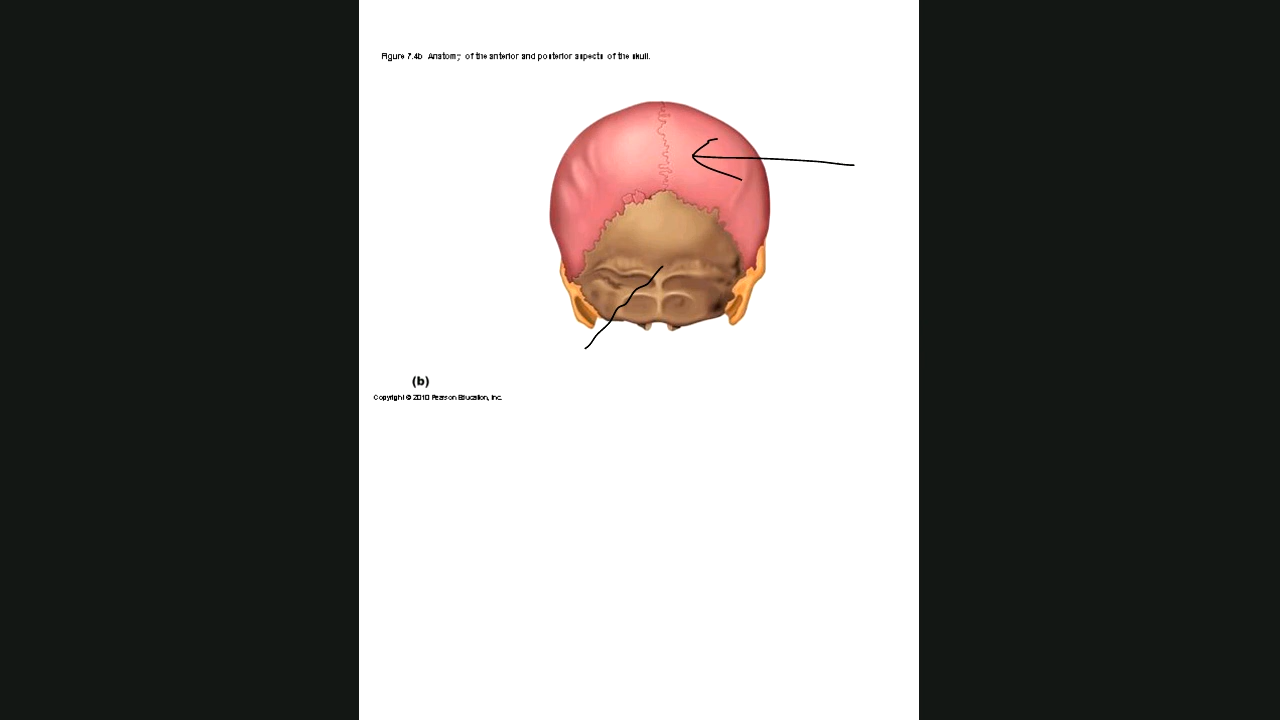 Figure 7.4b Anatomy of the anterior and posterior aspects of the skull.
(b)
Copyright © 2010 Pearson Education, Inc.